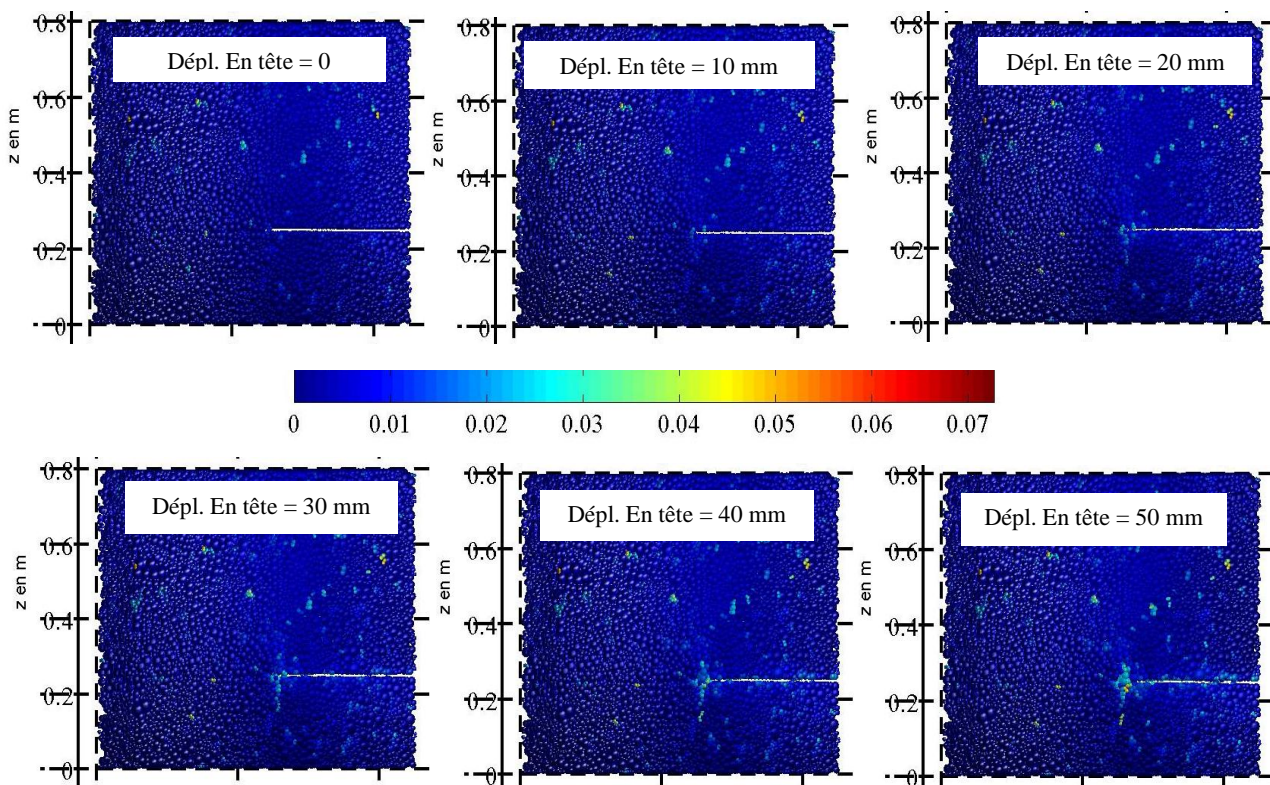 Dépl. En tête = 0
0.8
0.6
z en m
0.4
0.2
0
Dépl. En tête = 10 mm
0.8
0.6
z en m
0.4
0.2
0
Dépl. En tête = 20 mm
0.8
0.6
z en m
0.4
0.2
0
0 0.01 0.02 0.03 0.04 0.05 0.06 0.07
Dépl. En tête = 30 mm
0.8
0.6
z en m
0.4
0.2
0
Dépl. En tête = 40 mm
0.8
0.6
z en m
0.4
0.2
0
Dépl. En tête = 50 mm
0.8
0.6
z en m
0.4
0.2
0